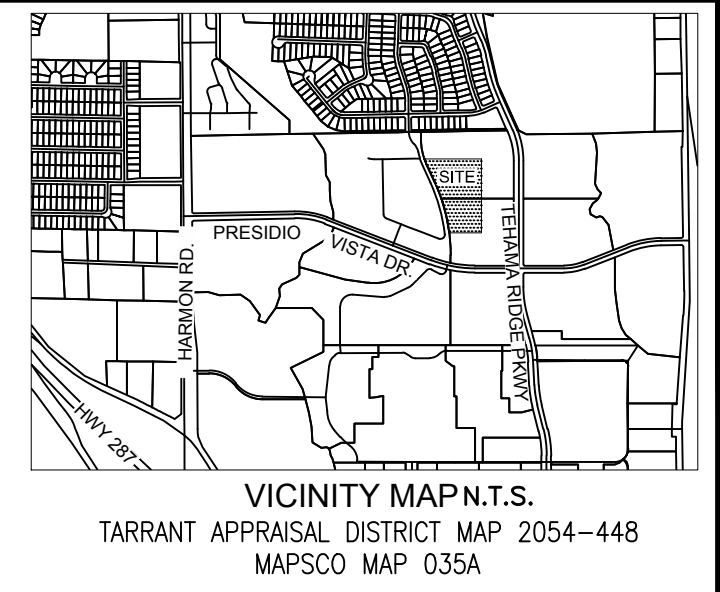 SITE
PRESIDIO
VISTA DR.
HARMON RD.
TEHAMA RIDGE PKWY
HWY 287
VICINITY MAP N.T.S.
TARRANT APPRAISAL DISTRICT MAP 2054-448
MAPSCO MAP 035A